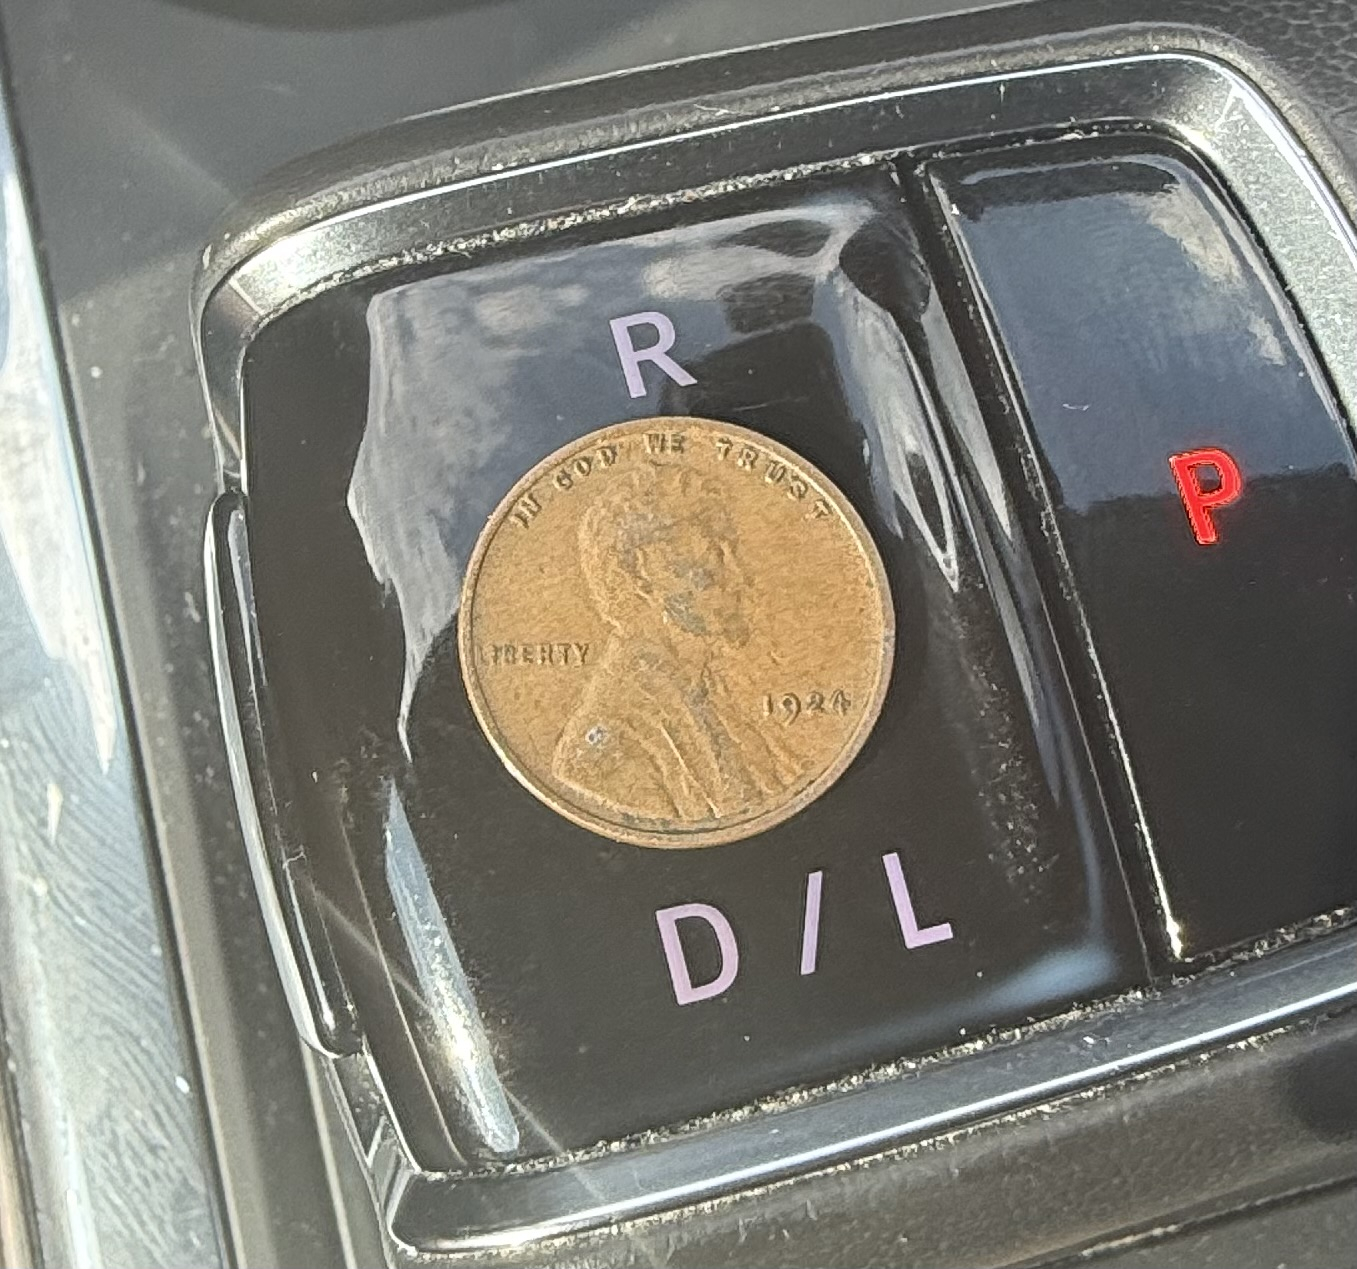 R
IN GOD WE TRUST
LIBERTY
1924
P
D / L